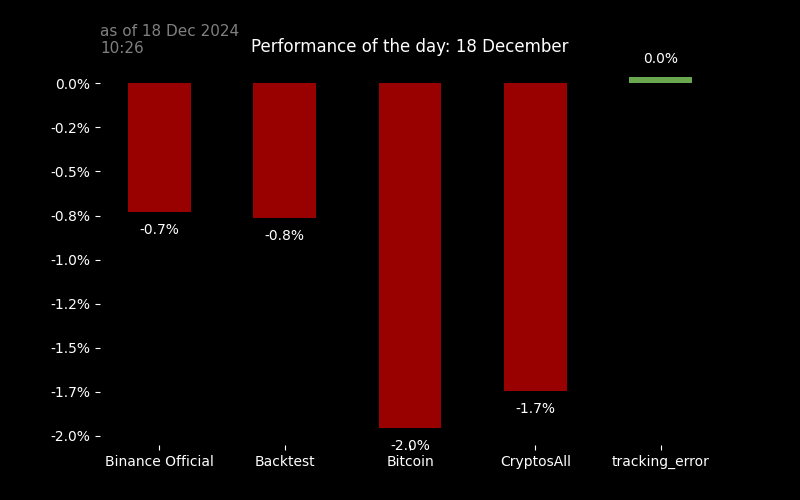 as of 18 Dec 2024
10:26
Performance of the day: 18 December
0.0%
0.0%
-0.2%
-0.5%
-0.8%
-1.0%
-1.2%
-1.5%
-1.7%
-2.0%
-0.7%
-0.8%
-2.0%
-1.7%
Binance Official
Backtest
Bitcoin
CryptosAll
tracking_error